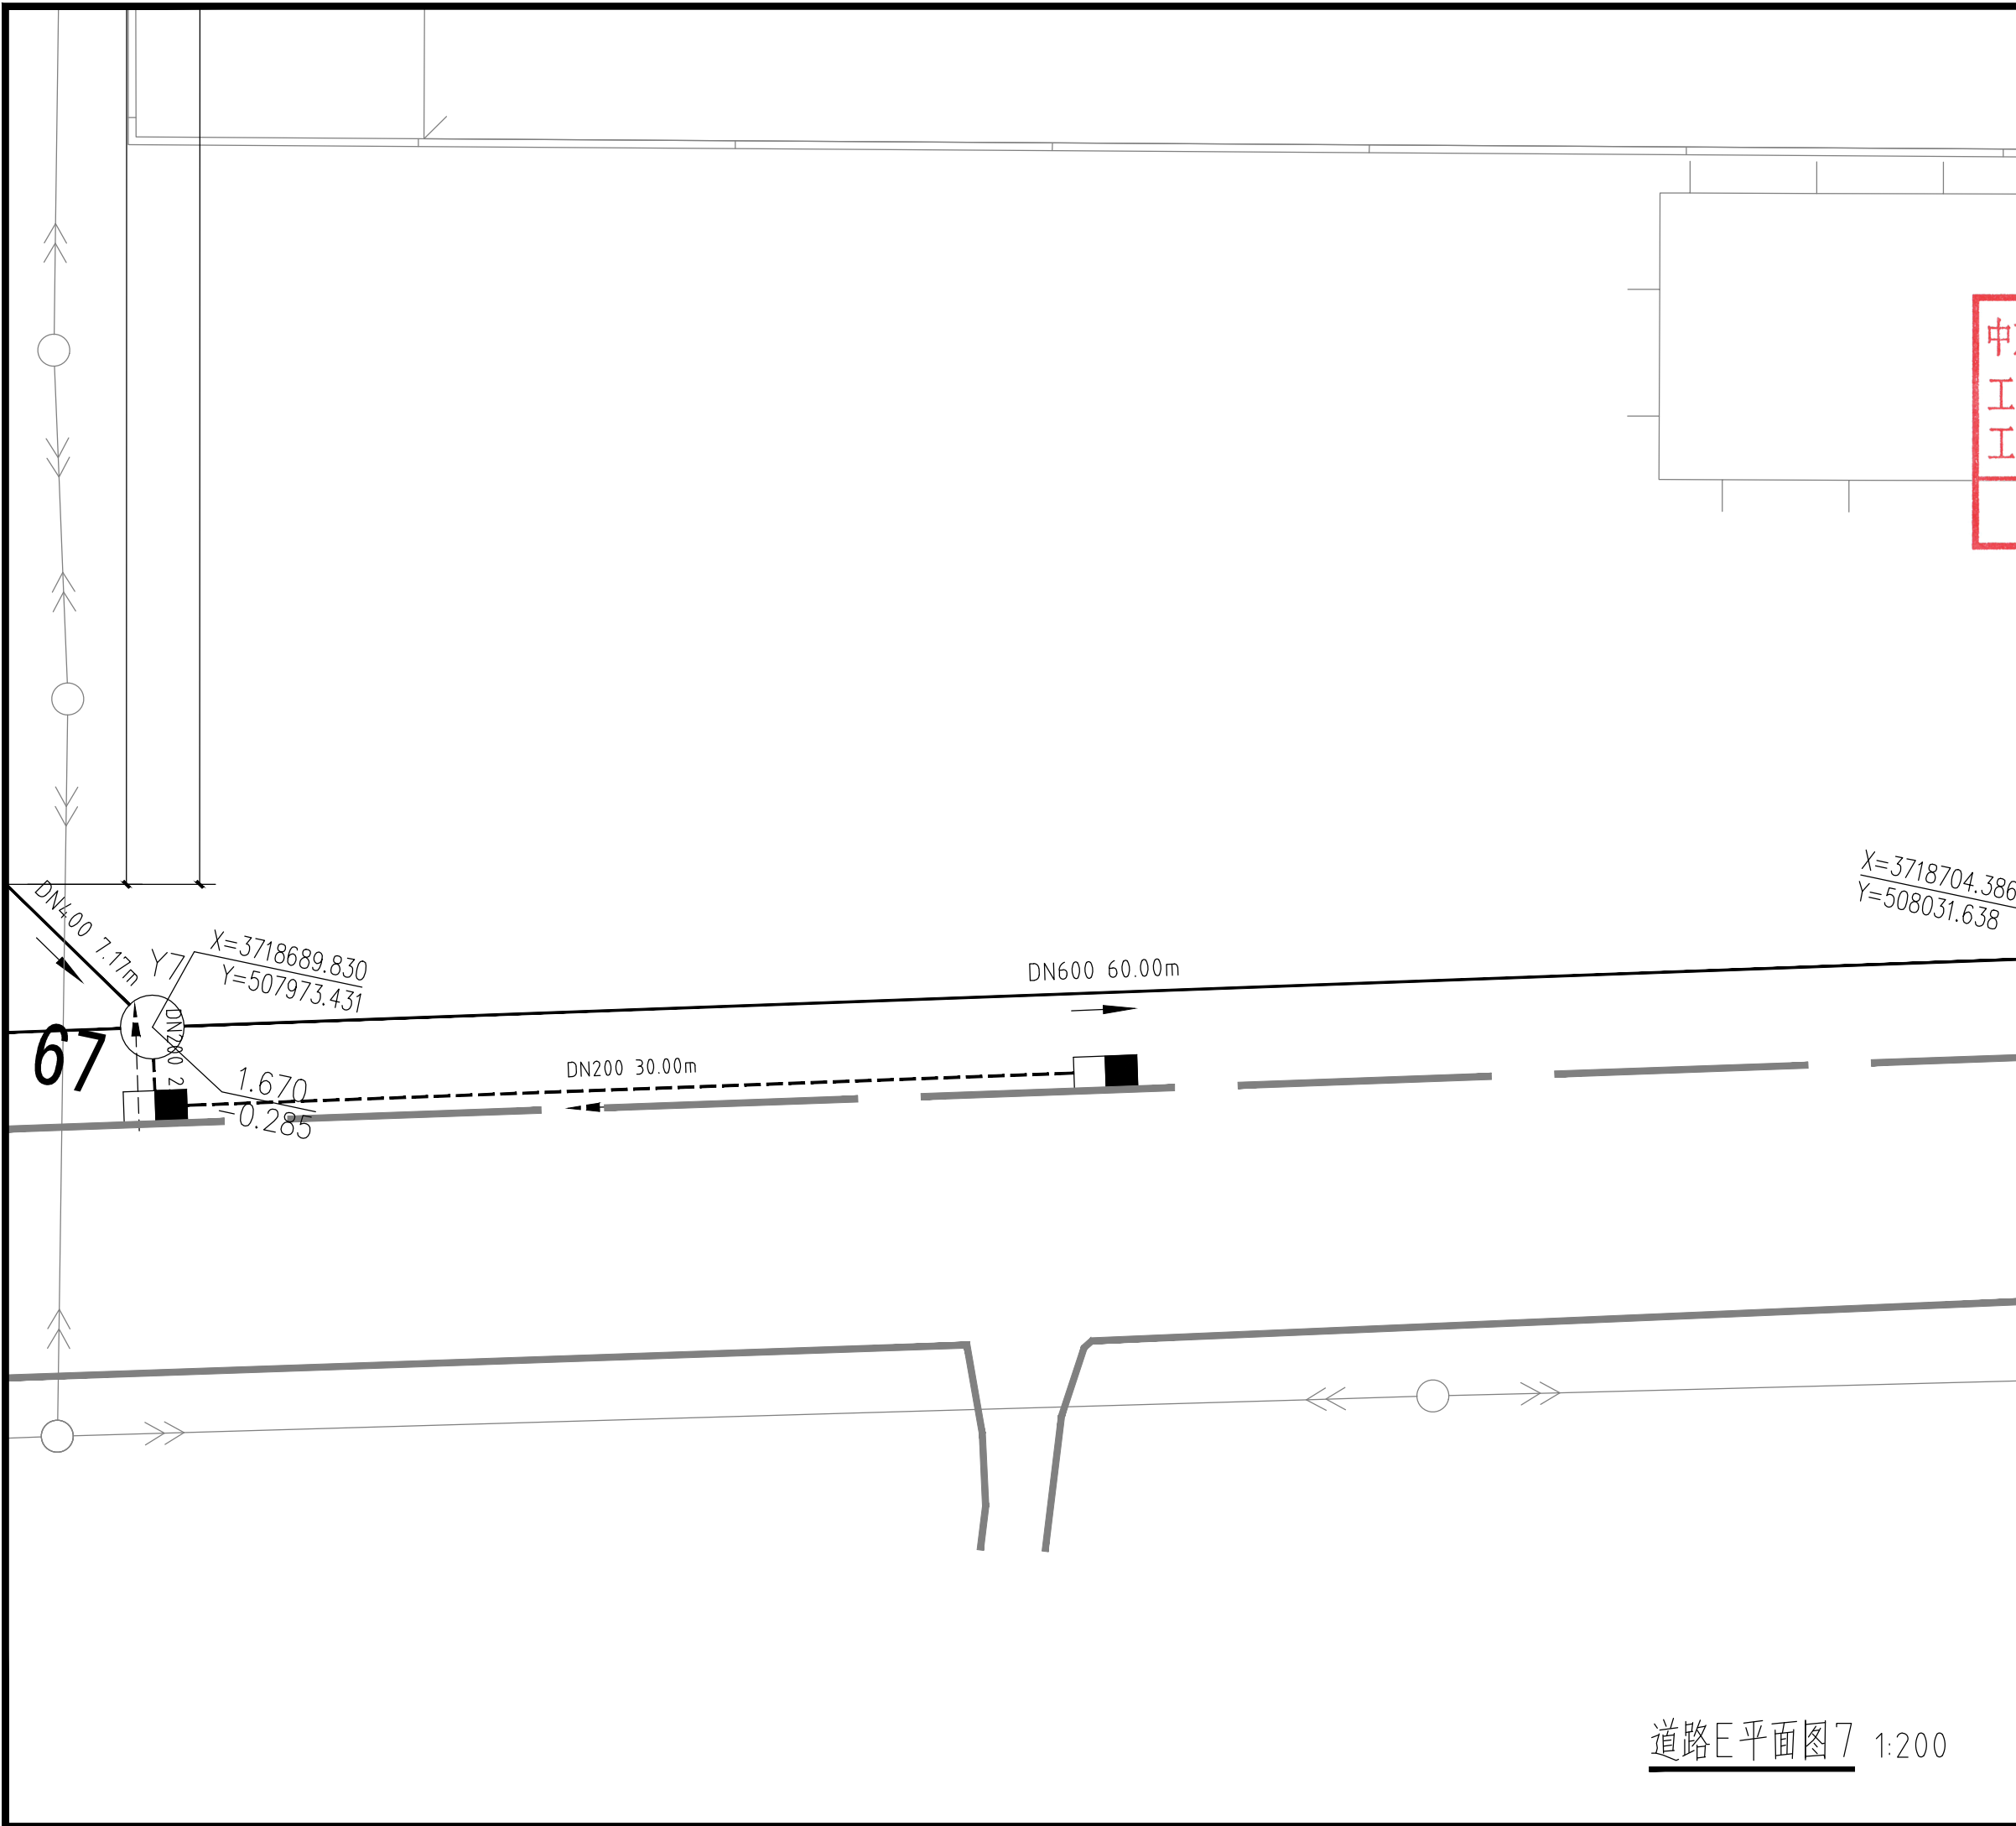 中
工
工
X=3718704.386
Y=508031.638
DN400 7.17m
Y7
X=3718689.830
Y=507973.431
DN600 60.00m
67
DN200 2
1.670
-0.285
DN200 30.00m
道路E平面图7 1:200